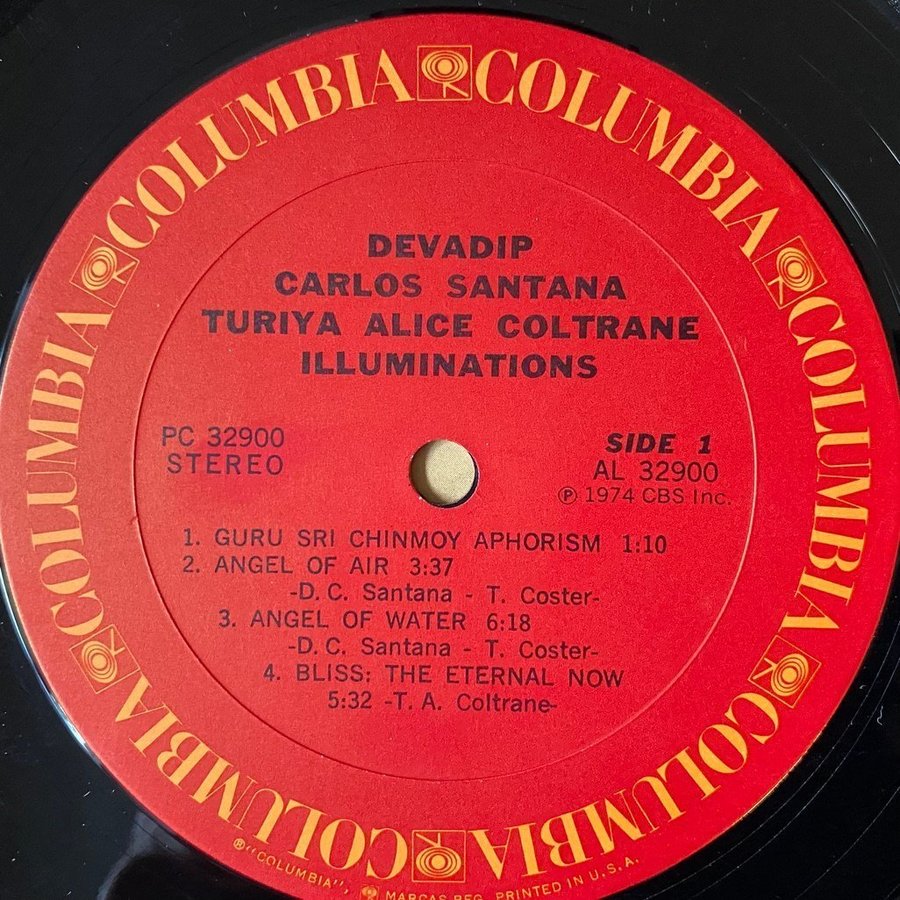 COLUMBIA COLUMBIA COLUMBIA COLUMBIA COLUMBIA COLUMBIA COLUMBIA COLUMBIA
DEVADIP
CARLOS SANTANA
TURIYA ALICE COLTRANE
ILLUMINATIONS
PC 32900
STEREO
SIDE 1
AL 32900
℗ 1974 CBS Inc.
1. GURU SRI CHINMOY APHORISM 1:10
2. ANGEL OF AIR 3:37
-D. C. Santana - T. Coster-
3. ANGEL OF WATER 6:18
-D. C. Santana - T. Coster-
4. BLISS: THE ETERNAL NOW
5:32 -T. A. Coltrane-
®"COLUMBIA", MARCAS REG. PRINTED IN U.S.A.